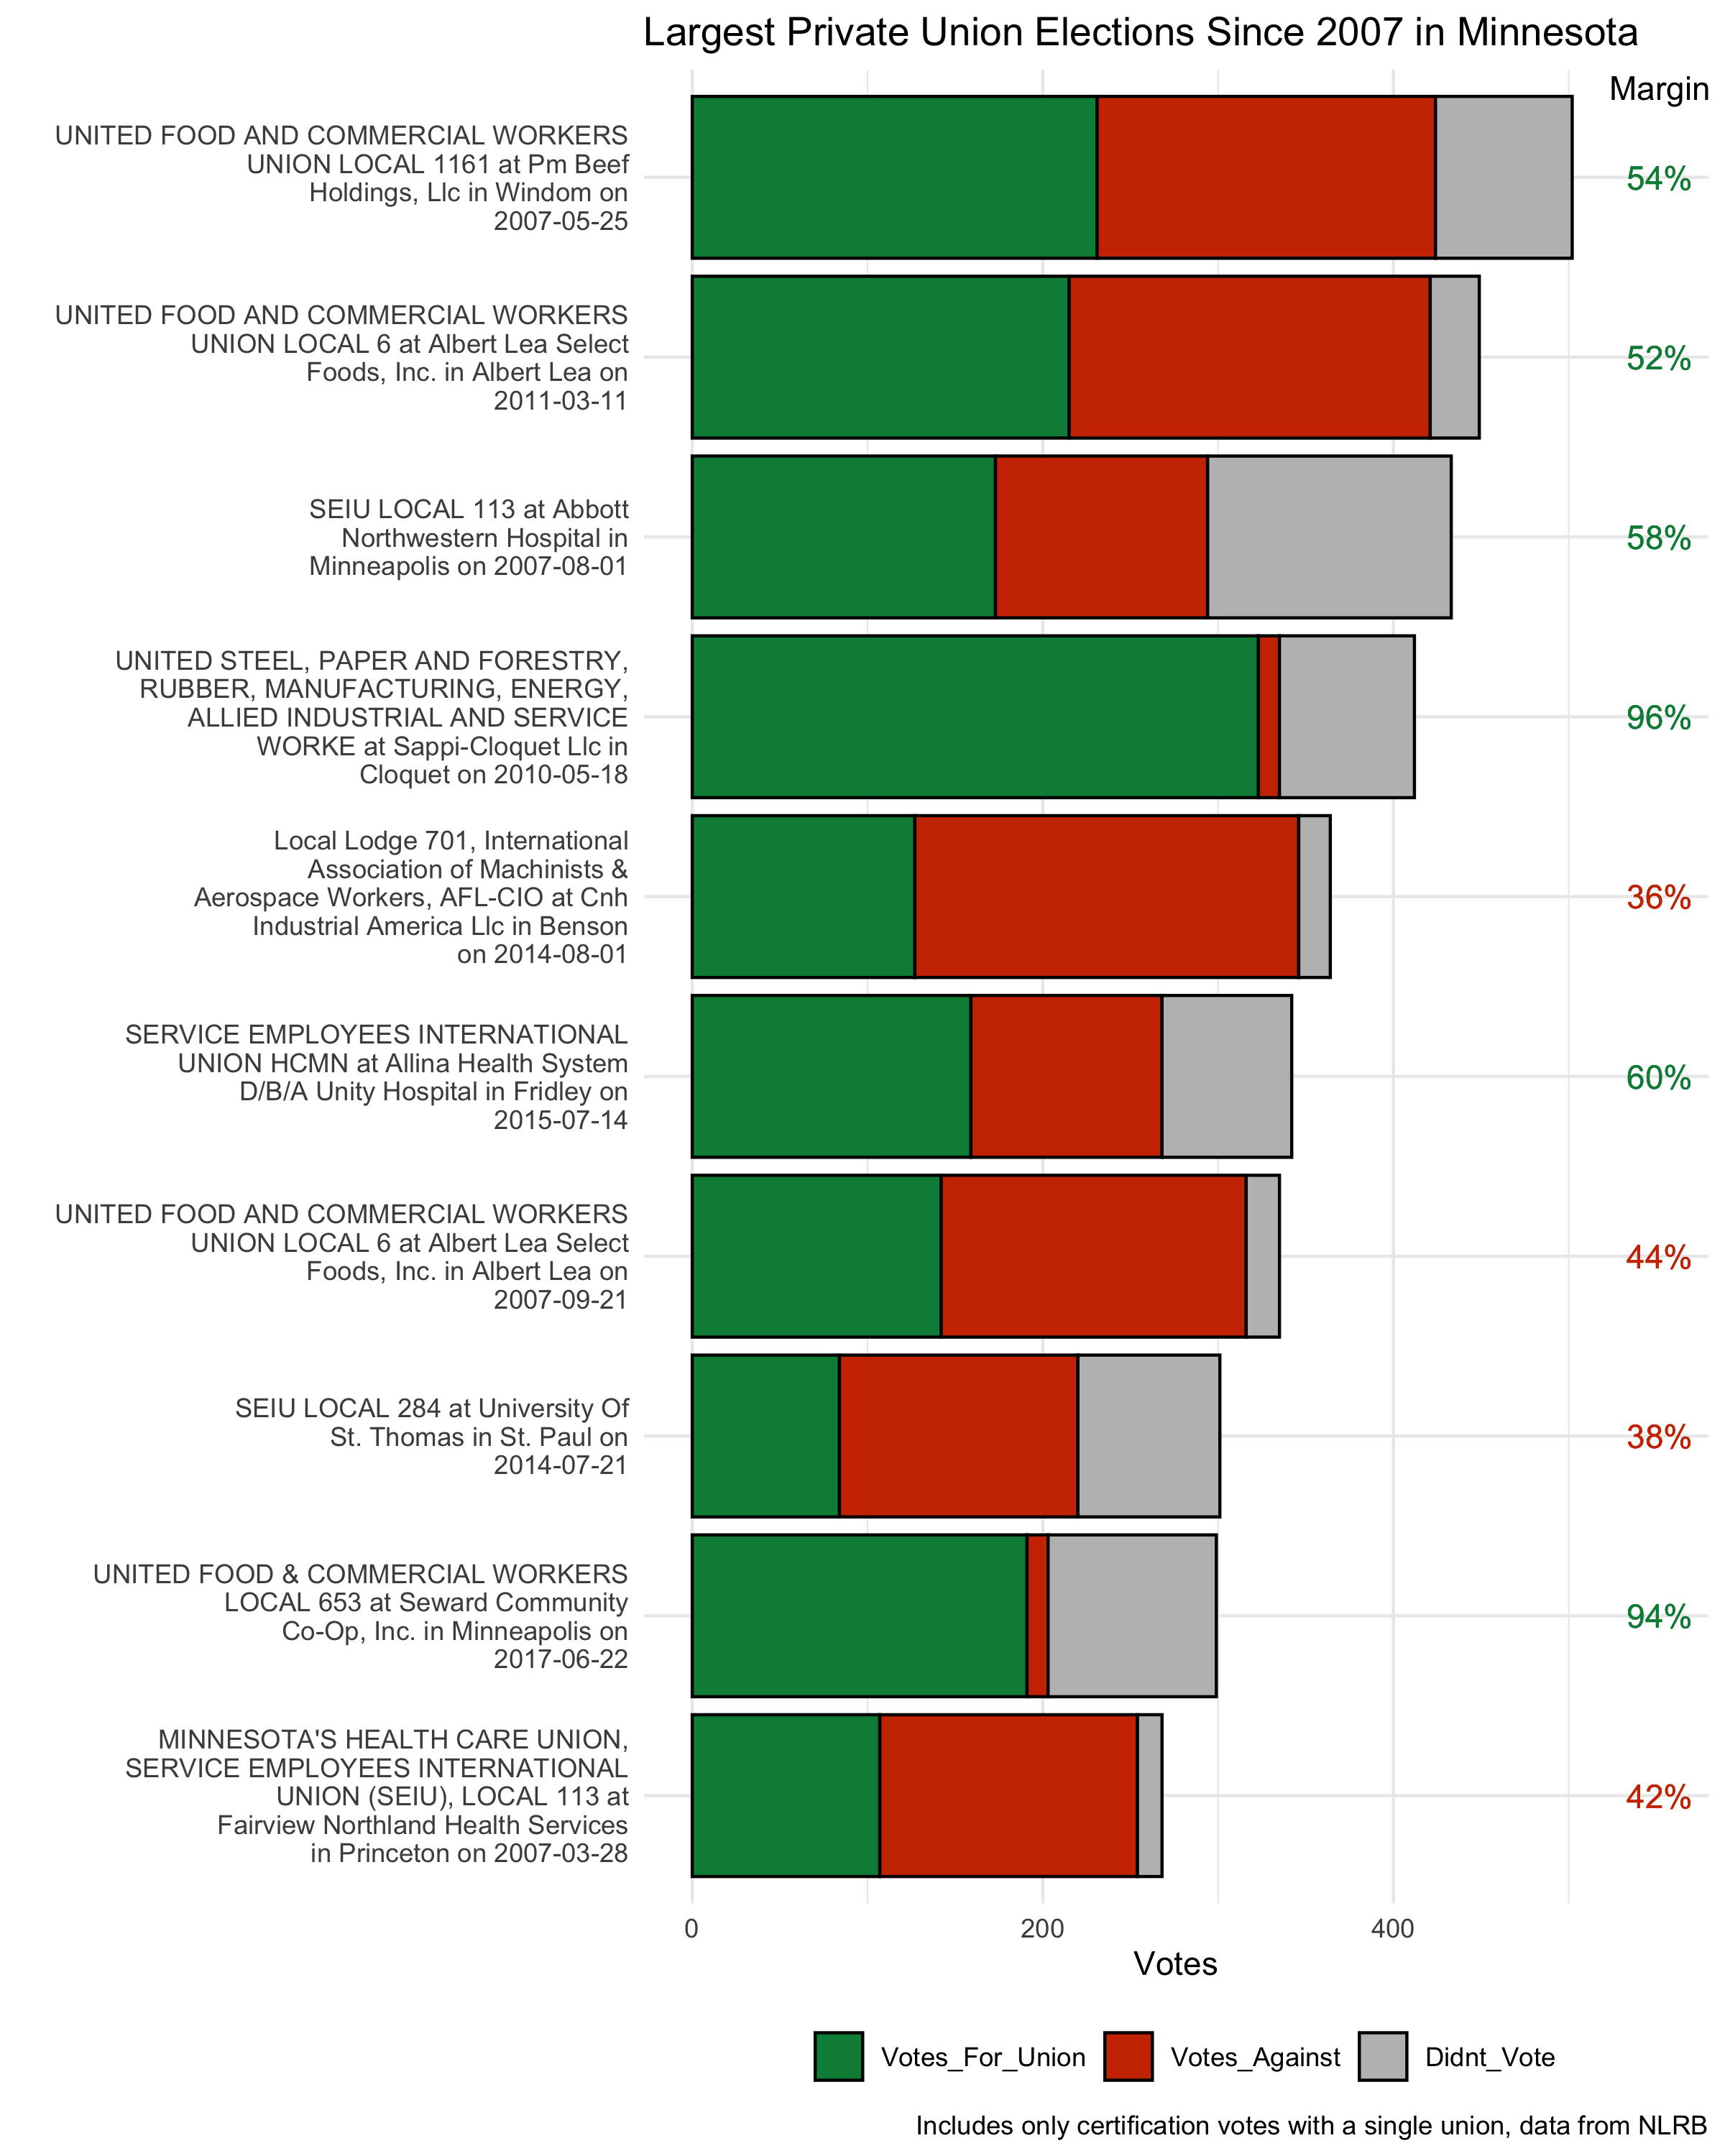 Largest Private Union Elections Since 2007 in Minnesota
Margin
UNITED FOOD AND COMMERCIAL WORKERS
UNION LOCAL 1161 at Pm Beef
Holdings, Llc in Windom on
2007-05-25
54%
UNITED FOOD AND COMMERCIAL WORKERS
UNION LOCAL 6 at Albert Lea Select
Foods, Inc. in Albert Lea on
2011-03-11
52%
SEIU LOCAL 113 at Abbott
Northwestern Hospital in
Minneapolis on 2007-08-01
58%
UNITED STEEL, PAPER AND FORESTRY,
RUBBER, MANUFACTURING, ENERGY,
ALLIED INDUSTRIAL AND SERVICE
WORKE at Sappi-Cloquet Llc in
Cloquet on 2010-05-18
96%
Local Lodge 701, International
Association of Machinists &
Aerospace Workers, AFL-CIO at Cnh
Industrial America Llc in Benson
on 2014-08-01
36%
SERVICE EMPLOYEES INTERNATIONAL
UNION HCMN at Allina Health System
D/B/A Unity Hospital in Fridley on
2015-07-14
60%
UNITED FOOD AND COMMERCIAL WORKERS
UNION LOCAL 6 at Albert Lea Select
Foods, Inc. in Albert Lea on
2007-09-21
44%
SEIU LOCAL 284 at University Of
St. Thomas in St. Paul on
2014-07-21
38%
UNITED FOOD & COMMERCIAL WORKERS
LOCAL 653 at Seward Community
Co-Op, Inc. in Minneapolis on
2017-06-22
94%
MINNESOTA'S HEALTH CARE UNION,
SERVICE EMPLOYEES INTERNATIONAL
UNION (SEIU), LOCAL 113 at
Fairview Northland Health Services
in Princeton on 2007-03-28
42%
0 200 400
Votes
Votes_For_Union Votes_Against Didnt_Vote
Includes only certification votes with a single union, data from NLRB